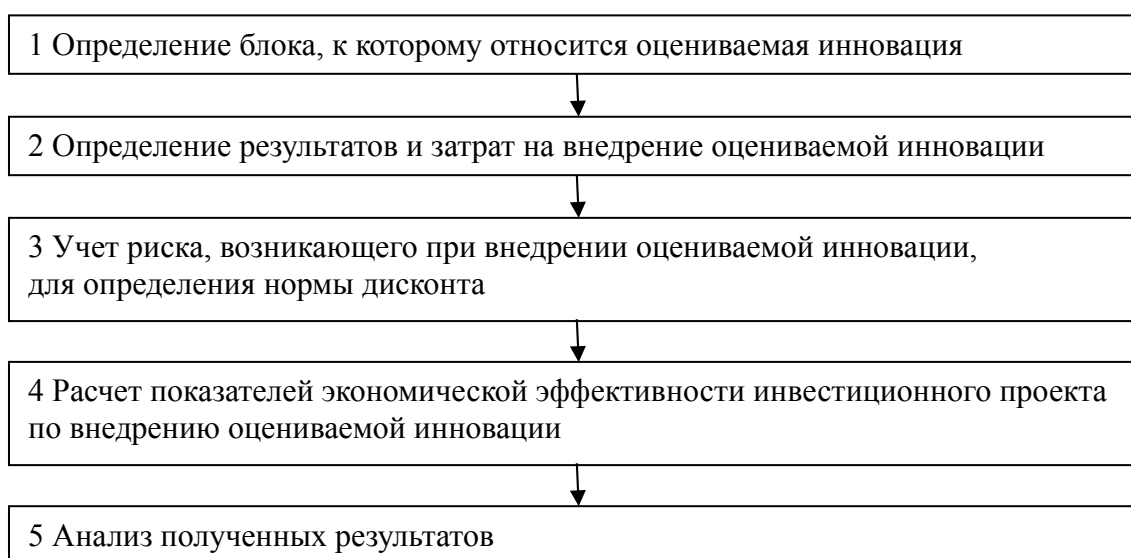 1 Определение блока, к которому относится оцениваемая инновация
2 Определение результатов и затрат на внедрение оцениваемой инновации
3 Учет риска, возникающего при внедрении оцениваемой инновации,
для определения нормы дисконта
4 Расчет показателей экономической эффективности инвестиционного проекта
по внедрению оцениваемой инновации
5 Анализ полученных результатов